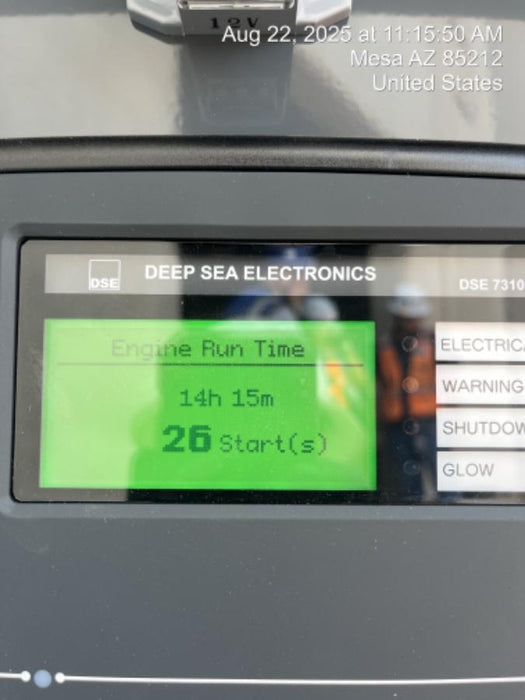 12V
Aug 22, 2025 at 11:15:50 AM
Mesa AZ 85212
United States
DSE
DEEP SEA ELECTRONICS
DSE 7310
Engine Run Time
14h 15m
26 Start(s)
ELECTRICA
WARNING
SHUTDOW
GLOW